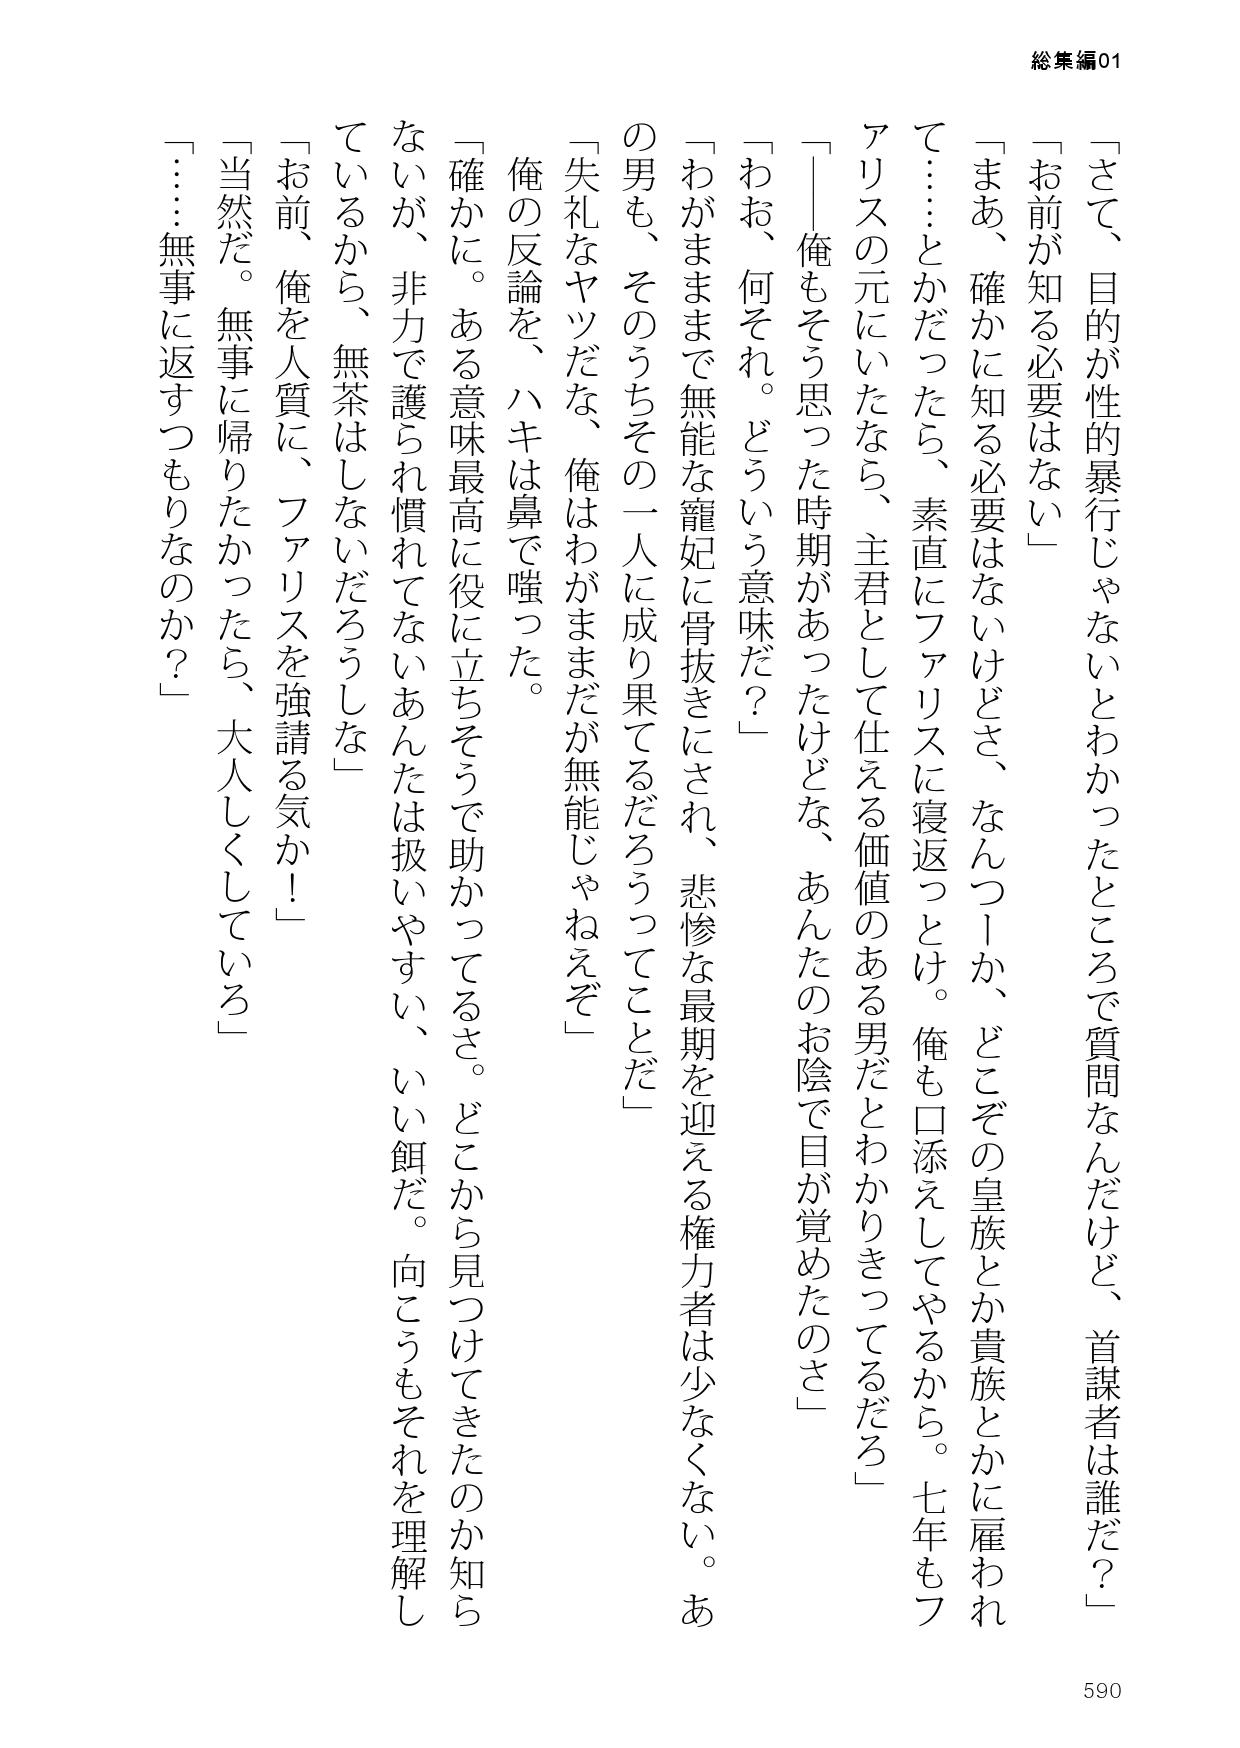 総集編01
「さて、目的が性的暴行じゃないとわかったところで質問なんだけど、首謀者は誰だ？」
「お前が知る必要はない」
「まあ、確かに知る必要はないけどさ、なんつーか、どこぞの皇族とか貴族とかに雇われ
て……とかだったら、素直にファリスに寝返っとけ。俺も口添えしてやるから。七年もフ
ァリスの元にいたなら、主君として仕える価値のある男だとわかりきってるだろ」
「――俺もそう思った時期があったけどな、あんたのお陰で目が覚めたのさ」
「わお、何それ。どういう意味だ？」
「わがままで無能な寵妃に骨抜きにされ、悲惨な最期を迎える権力者は少なくない。あ
の男も、そのうちその一人に成り果てるだろうってことだ」
「失礼なヤツだな、俺はわがままだが無能じゃねえぞ」
俺の反論を、ハキは鼻で嗤った。
「確かに。ある意味最高に役に立ちそうで助かってるさ。どこから見つけてきたのか知ら
ないが、非力で護られ慣れてないあんたは扱いやすい、いい餌だ。向こうもそれを理解し
ているから、無茶はしないだろうしな」
「お前、俺を人質に、ファリスを強請る気か！」
「当然だ。無事に帰りたかったら、大人しくしていろ」
「……無事に返すつもりなのか？」
590